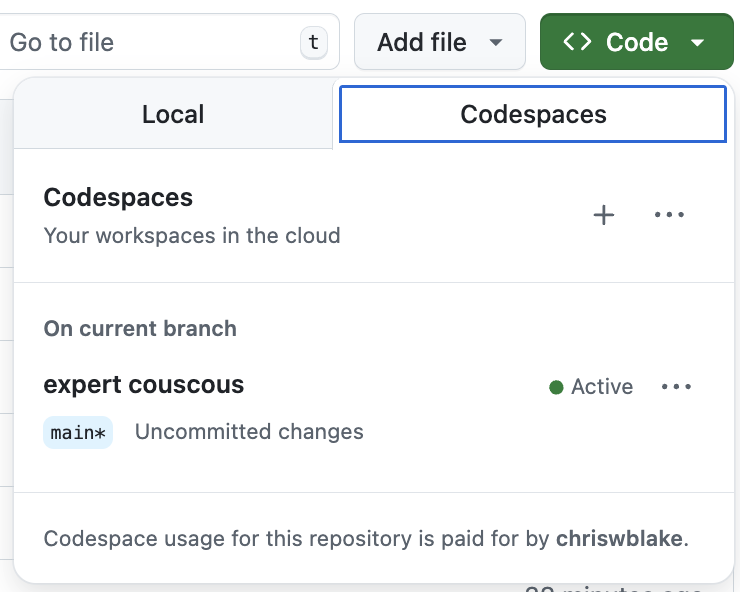 Go to file t Add file <> Code
Local Codespaces
Codespaces
Your workspaces in the cloud
On current branch
expert couscous Active
main* Uncommitted changes
Codespace usage for this repository is paid for by chriswblake.